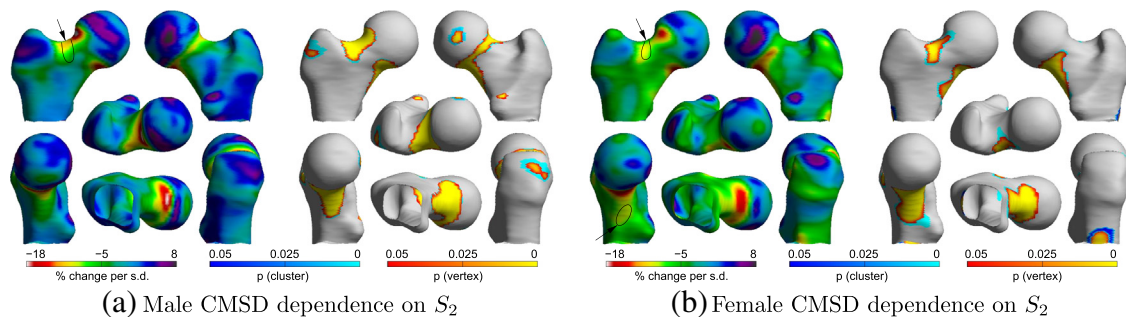 −18 −5 8 0.05 0.025 0 0.05 0.025 0 −18 −5 8 0.05 0.025 0 0.05 0.025 0
% change per s.d. p (cluster) p (vertex) % change per s.d. p (cluster) p (vertex)
(a) Male CMSD dependence on S₂ (b) Female CMSD dependence on S₂